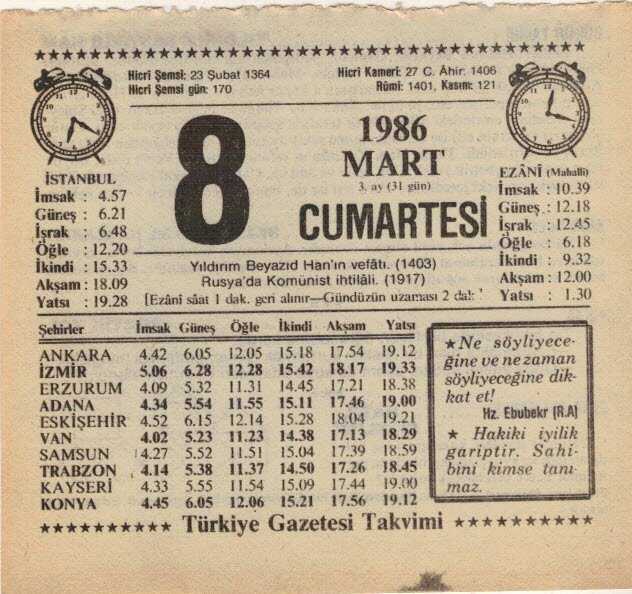 Hicrî Şemsî: 23 Şubat 1364
Hicrî Şemsî gün: 170
Hicrî Kamerî: 27 C. Âhir: 1406
Rûmî: 1401, Kasım: 121
8
1986
MART
3. ay (31 gün)
CUMARTESİ
İSTANBUL
İmsak : 4.57
Güneş : 6.21
İşrak : 6.48
Öğle : 12.20
İkindi : 15.33
Akşam : 18.09
Yatsı : 19.28
EZANÎ (Mahalli)
İmsak : 10.39
Güneş : 12.18
İşrak : 12.45
Öğle : 6.18
İkindi : 9.32
Akşam : 12.00
Yatsı : 1.30
Yıldırım Beyazıd Han'ın vefâtı. (1403)
Rusya'da Komünist ihtilâli. (1917)
[Ezânî sâat 1 dak. geri alınır—Gündüzün uzaması 2 dak.
Şehirler İmsak Güneş Öğle İkindi Akşam Yatsı
ANKARA 4.42 6.05 12.05 15.18 17.54 19.12
İZMİR 5.06 6.28 12.28 15.42 18.17 19.33
ERZURUM 4.09 5.32 11.31 14.45 17.21 18.38
ADANA 4.34 5.54 11.55 15.11 17.46 19.00
ESKİŞEHİR 4.52 6.15 12.14 15.28 18.04 19.21
VAN 4.02 5.23 11.23 14.38 17.13 18.29
SAMSUN 4.27 5.52 11.51 15.04 17.39 18.59
TRABZON 4.14 5.38 11.37 14.50 17.26 18.45
KAYSERİ 4.33 5.55 11.54 15.09 17.44 19.00
KONYA 4.45 6.05 12.06 15.21 17.56 19.12
★ Ne söyliyece-
ğine ve ne zaman
söyliyeceğine dik-
kat et!
Hz. Ebubekr (R.A)
★ Hakiki iyilik
gariptir. Sahi-
bini kimse tanı-
maz.
★★★★★★★★★★ Türkiye Gazetesi Takvimi ★★★★★★★★★★